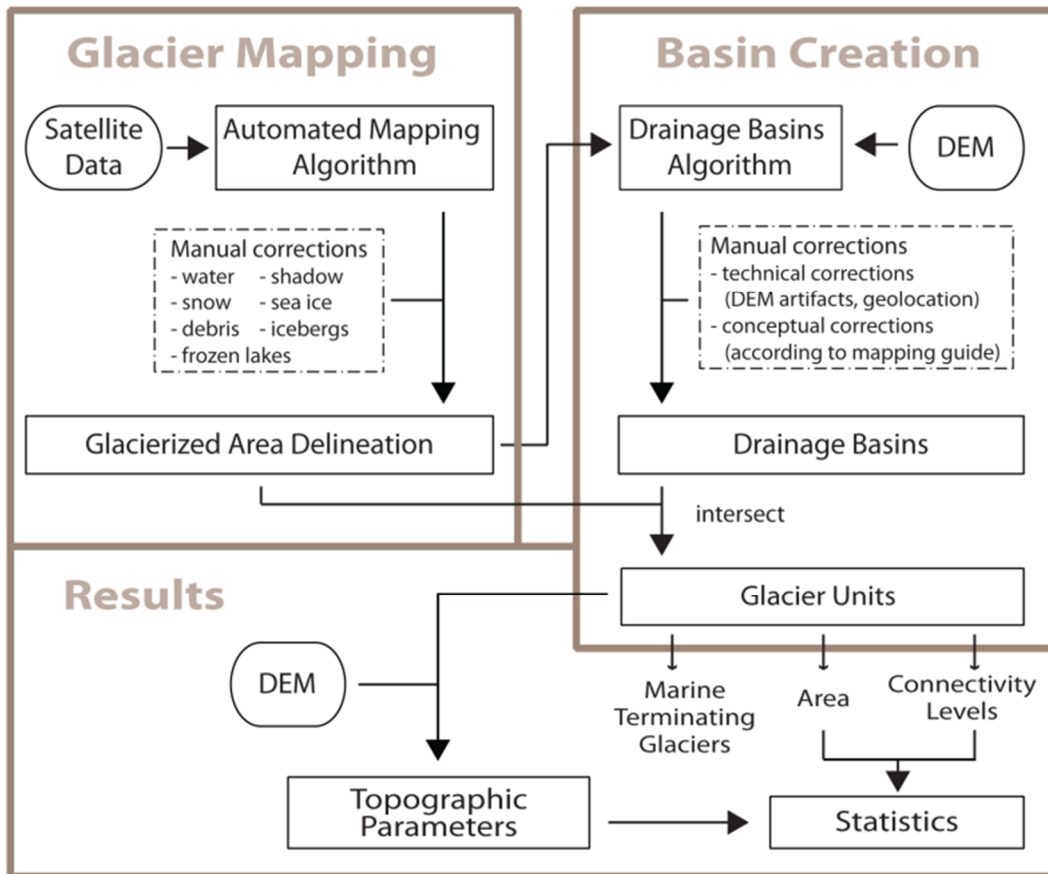 Glacier Mapping
Satellite
Data
Automated Mapping
Algorithm
Manual corrections
- water - shadow
- snow - sea ice
- debris - icebergs
- frozen lakes
Glacierized Area Delineation
Basin Creation
Drainage Basins
Algorithm
DEM
Manual corrections
- technical corrections
(DEM artifacts, geolocation)
- conceptual corrections
(according to mapping guide)
Drainage Basins
intersect
Glacier Units
Results
DEM
Marine
Terminating
Glaciers
Area
Connectivity
Levels
Topographic
Parameters
Statistics